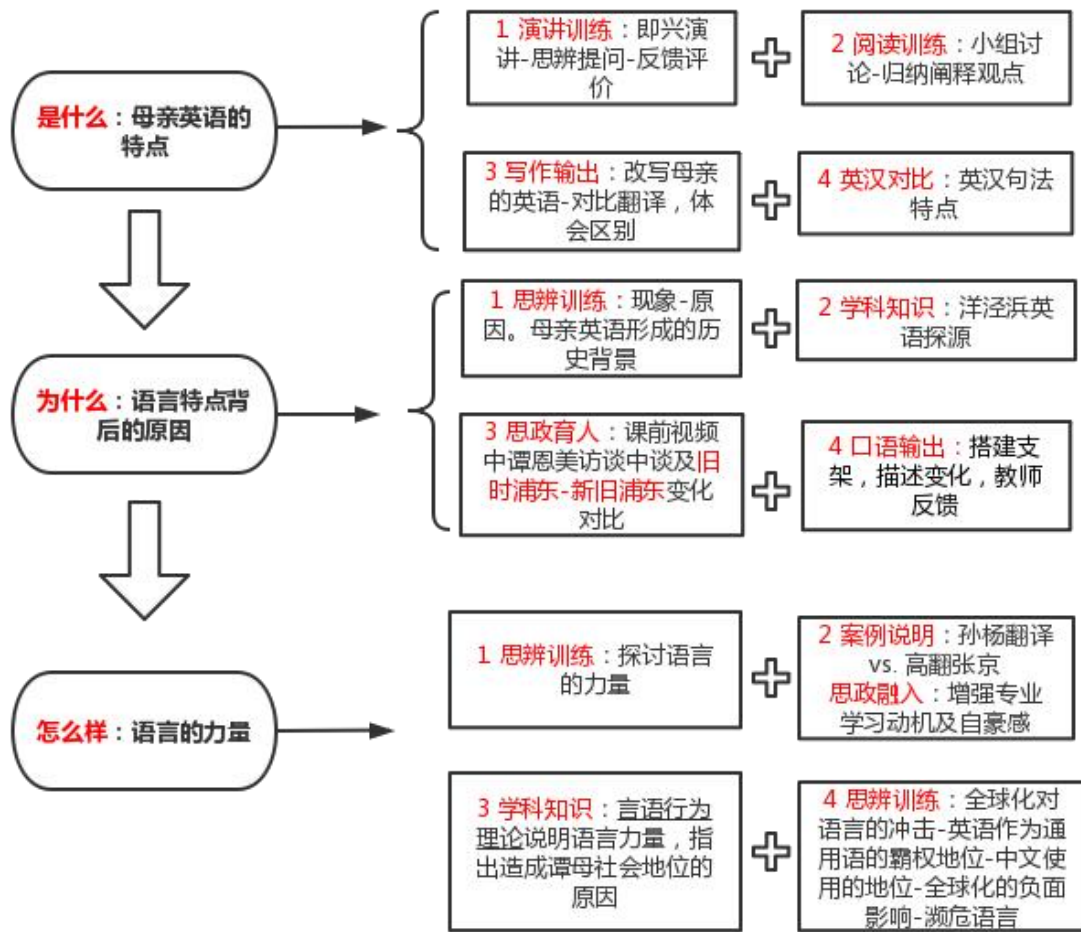 是什么：母亲英语的
特点
1 演讲训练：即兴演
讲-思辨提问-反馈评
价
2 阅读训练：小组讨
论-归纳阐释观点
3 写作输出：改写母亲
的英语-对比翻译，体
会区别
4 英汉对比：英汉句法
特点
为什么：语言特点背
后的原因
1 思辨训练：现象-原
因。母亲英语形成的历
史背景
2 学科知识：洋泾浜英
语探源
3 思政育人：课前视频
中谭恩美访谈中谈及旧
时浦东-新旧浦东变化
对比
4 口语输出：搭建支
架，描述变化，教师
反馈
怎么样：语言的力量
1 思辨训练：探讨语言
的力量
2 案例说明：孙杨翻译
vs. 高翻张京
思政融入：增强专业
学习动机及自豪感
3 学科知识：言语行为
理论说明语言力量，指
出造成谭母社会地位的
原因
4 思辨训练：全球化对
语言的冲击-英语作为通
用语的霸权地位-中文使
用的地位-全球化的负面
影响-濒危语言